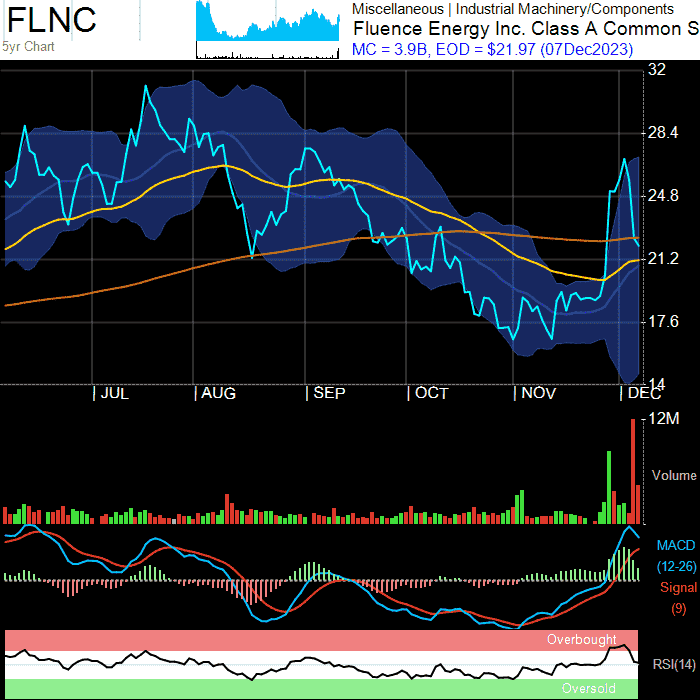 FLNC
5yr Chart
Miscellaneous | Industrial Machinery/Components
Fluence Energy Inc. Class A Common S
MC = 3.9B, EOD = $21.97 (07Dec2023)
32
28.4
24.8
21.2
17.6
14
JUL
AUG
SEP
OCT
NOV
DEC
12M
Volume
MACD
(12-26)
Signal
(9)
Overbought
RSI(14)
Oversold